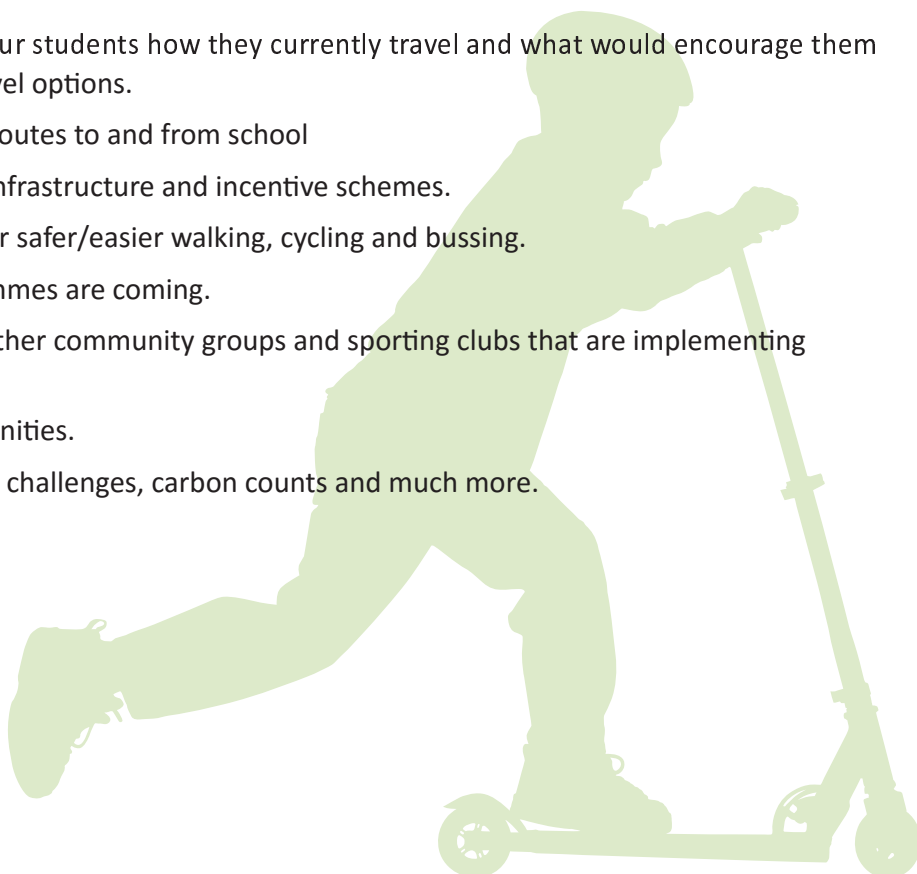 ur students how they currently travel and what would encourage them
vel options.
outes to and from school
nfrastructure and incentive schemes.
r safer/easier walking, cycling and bussing.
mmes are coming.
ther community groups and sporting clubs that are implementing
nities.
challenges, carbon counts and much more.